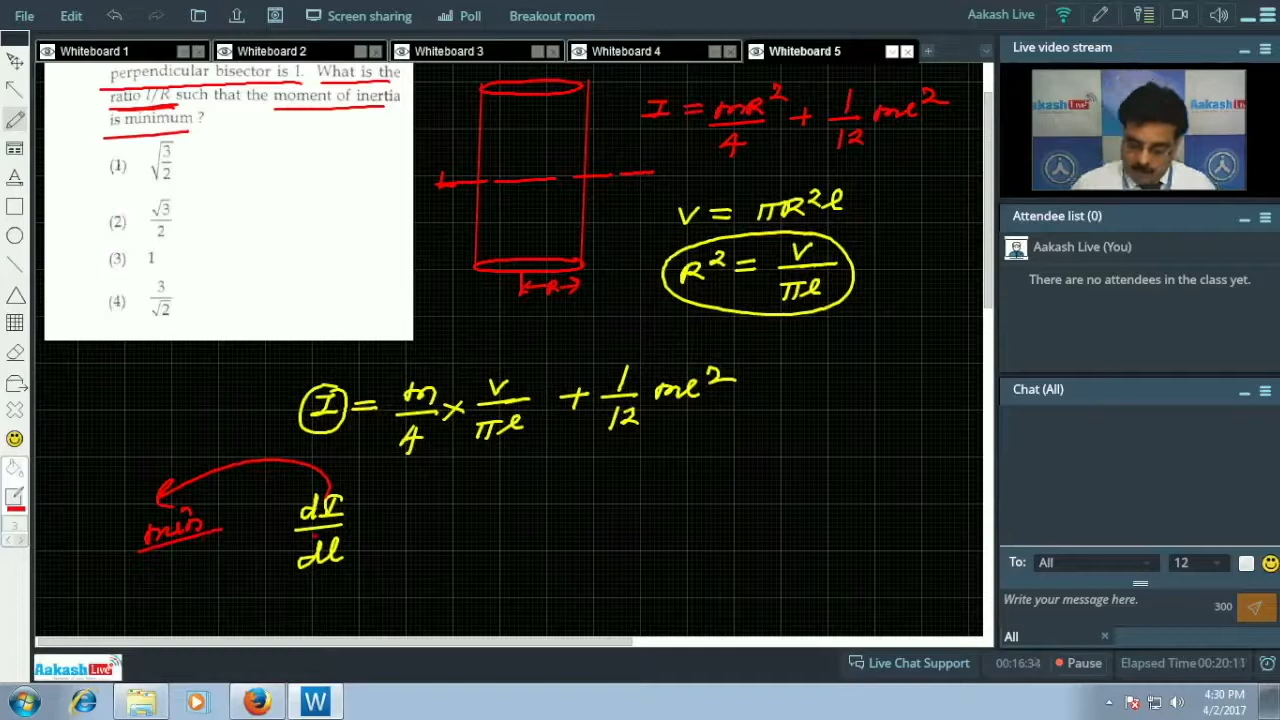 File Edit Screen sharing Poll Breakout room Aakash Live
Whiteboard 1 Whiteboard 2 Whiteboard 3 Whiteboard 4 Whiteboard 5
Live video stream
perpendicular bisector is I. What is the
ratio l/R such that the moment of inertia
is minimum ?
(1) √(3/2)
(2) √3/2
(3) 1
(4) 3/√2
I = mR²/4 + 1/12 ml²
V = πR²l
R² = V/πl
R
I = m/4 × V/πl + 1/12 ml²
min
dI/dl
AakashLive
Aakash Live
Attendee list (0)
Aakash Live (You)
There are no attendees in the class yet.
Chat (All)
To: All 12
Write your message here. 300
All
3
AakashLive
Live Chat Support 00:16:34 Pause Elapsed Time: 00:21:27
4:30 PM
4/2/2017